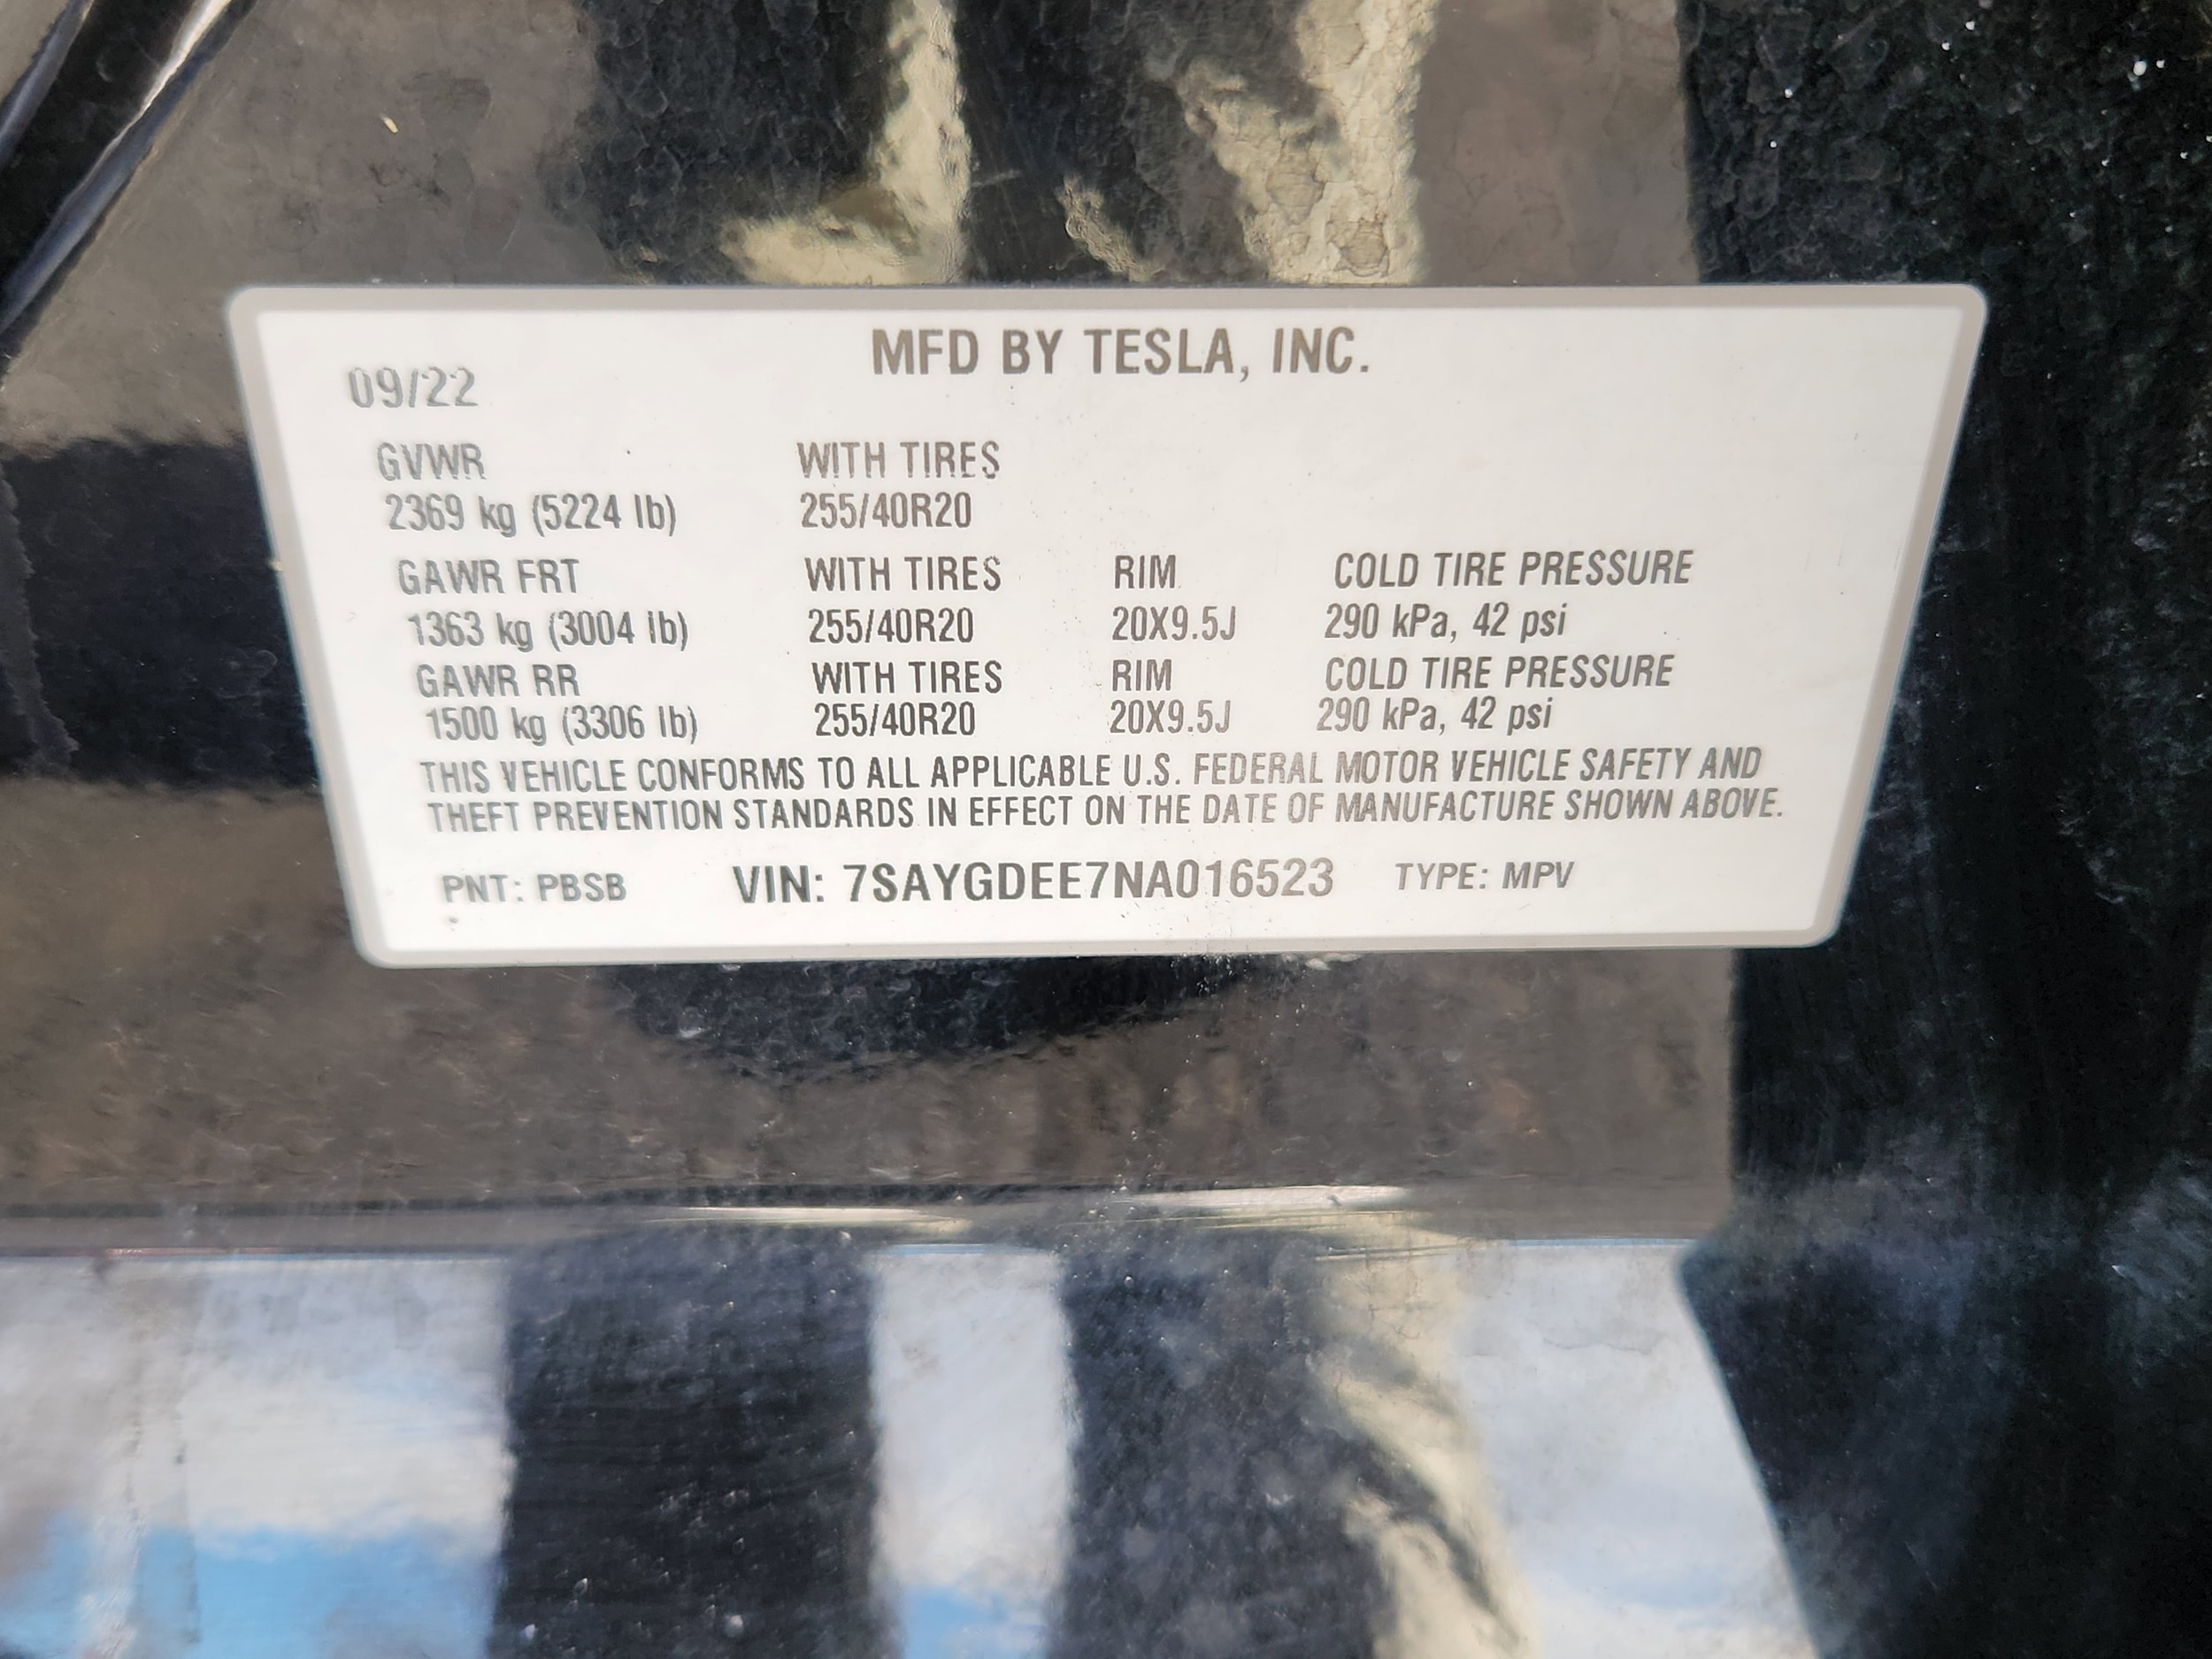 MFD BY TESLA, INC.
09/22
GVWR WITH TIRES
2369 kg (5224 lb) 255/40R20
GAWR FRT WITH TIRES RIM COLD TIRE PRESSURE
1363 kg (3004 lb) 255/40R20 20X9.5J 290 kPa, 42 psi
GAWR RR WITH TIRES RIM COLD TIRE PRESSURE
1500 kg (3306 lb) 255/40R20 20X9.5J 290 kPa, 42 psi
THIS VEHICLE CONFORMS TO ALL APPLICABLE U.S. FEDERAL MOTOR VEHICLE SAFETY AND
THEFT PREVENTION STANDARDS IN EFFECT ON THE DATE OF MANUFACTURE SHOWN ABOVE.
PNT: PBSB VIN: 7SAYGDEE7NA016523 TYPE: MPV